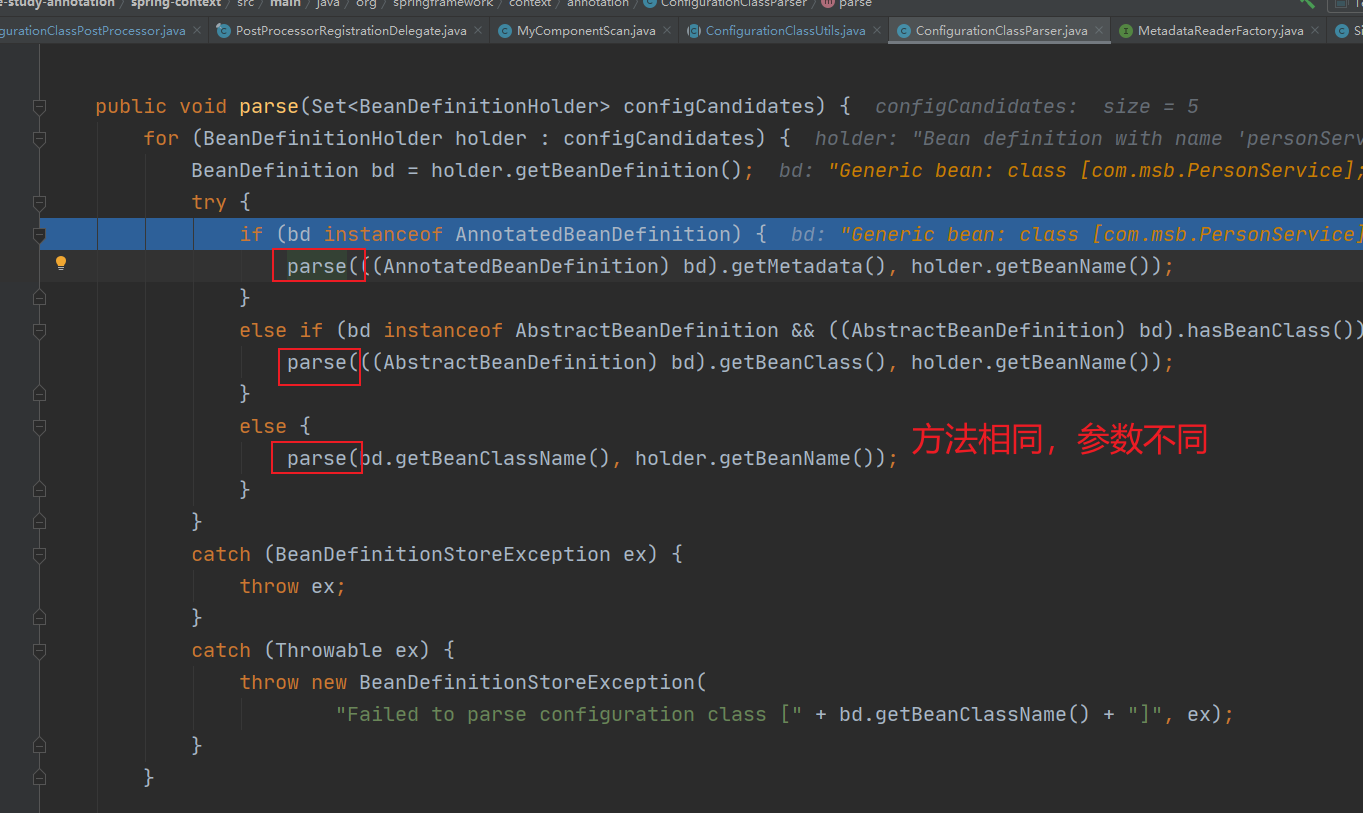 e-study-annotation / spring-context / src / main / java / org / springframework / context / annotation / ConfigurationClassParser / parse
gurationClassPostProcessor.java × PostProcessorRegistrationDelegate.java × MyComponentScan.java × ConfigurationClassUtils.java × ConfigurationClassParser.java × MetadataReaderFactory.java × Si
public void parse(Set<BeanDefinitionHolder> configCandidates) { configCandidates: size = 5
for (BeanDefinitionHolder holder : configCandidates) { holder: "Bean definition with name 'personServ
BeanDefinition bd = holder.getBeanDefinition(); bd: "Generic bean: class [com.msb.PersonService];
try {
if (bd instanceof AnnotatedBeanDefinition) { bd: "Generic bean: class [com.msb.PersonService]
parse(((AnnotatedBeanDefinition) bd).getMetadata(), holder.getBeanName());
}
else if (bd instanceof AbstractBeanDefinition && ((AbstractBeanDefinition) bd).hasBeanClass())
parse(((AbstractBeanDefinition) bd).getBeanClass(), holder.getBeanName());
}
else {
parse(bd.getBeanClassName(), holder.getBeanName());
方法相同，参数不同
}
}
catch (BeanDefinitionStoreException ex) {
throw ex;
}
catch (Throwable ex) {
throw new BeanDefinitionStoreException(
"Failed to parse configuration class [" + bd.getBeanClassName() + "]", ex);
}
}